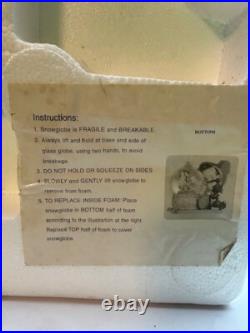 Instructions:
1. Snowglobe is FRAGILE and BREAKABLE.
2. Always lift and hold at base and side of
glass globe, using two hands, to avoid
breakage.
3. DO NOT HOLD OR SQUEEZE ON SIDES.
4. SLOWLY and GENTLY lift snowglobe to
remove from foam.
5. TO REPLACE INSIDE FOAM: Place
snowglobe in BOTTOM half of foam
according to the illustration at the right.
Replace TOP half of foam to cover
snowglobe.
BOTTOM